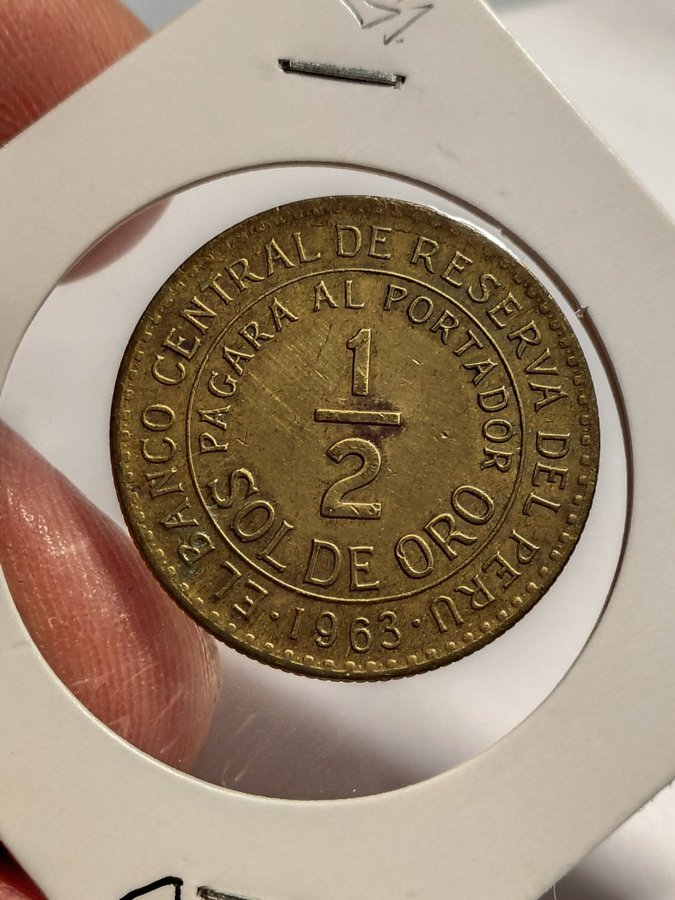 EL BANCO CENTRAL DE RESERVA DEL PERU
PAGARA AL PORTADOR
1
2
SOL DE ORO
· 1963 ·